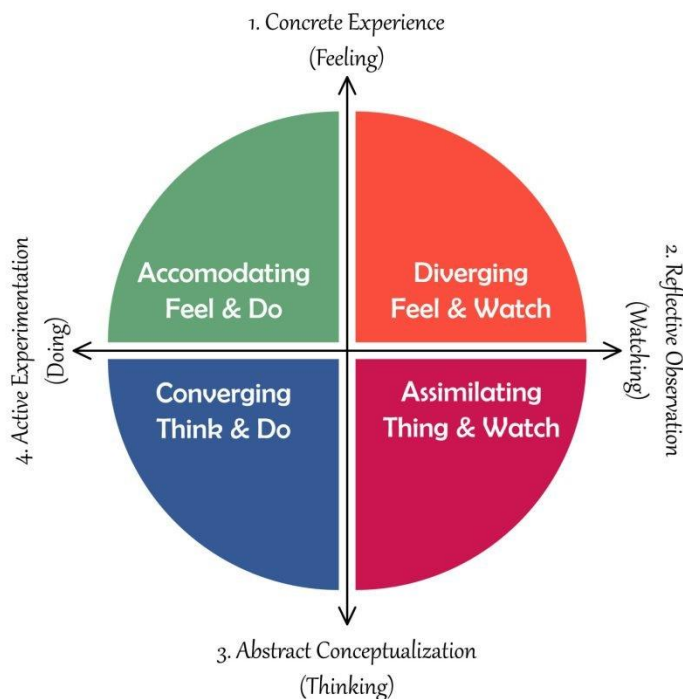 1. Concrete Experience
(Feeling)
Accomodating
Feel & Do
Diverging
Feel & Watch
2. Reflective Observation
(Watching)
4. Active Experimentation
(Doing)
Converging
Think & Do
Assimilating
Thing & Watch
3. Abstract Conceptualization
(Thinking)